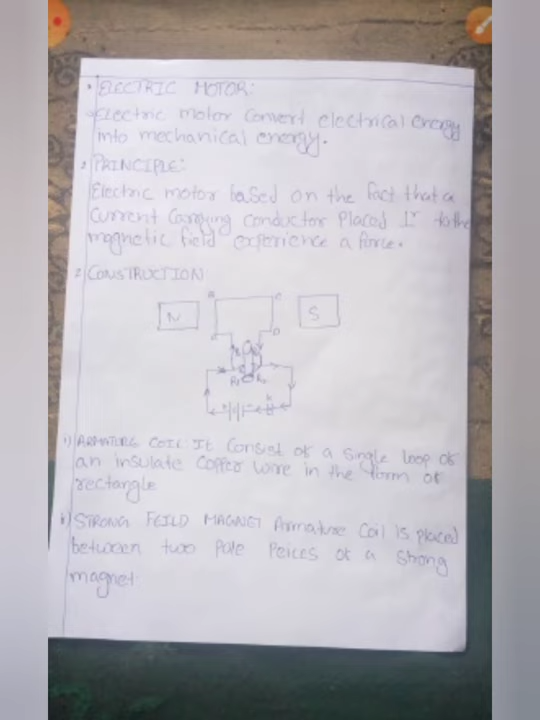 ELECTRIC MOTOR:
Electric motor convert electrical energy
into mechanical energy.
PRINCIPLE:
Electric motor based on the fact that a
current carrying conductor placed ⊥r to the
magnetic field experience a force.
CONSTRUCTION
N S
B C
D
R1 R2
i) ARMATURE COIL: It consist of a single loop of
an insulate copper wire in the form of
rectangle
ii) STRONG FEILD MAGNET Armature coil is placed
between two pole peices of a strong
magnet